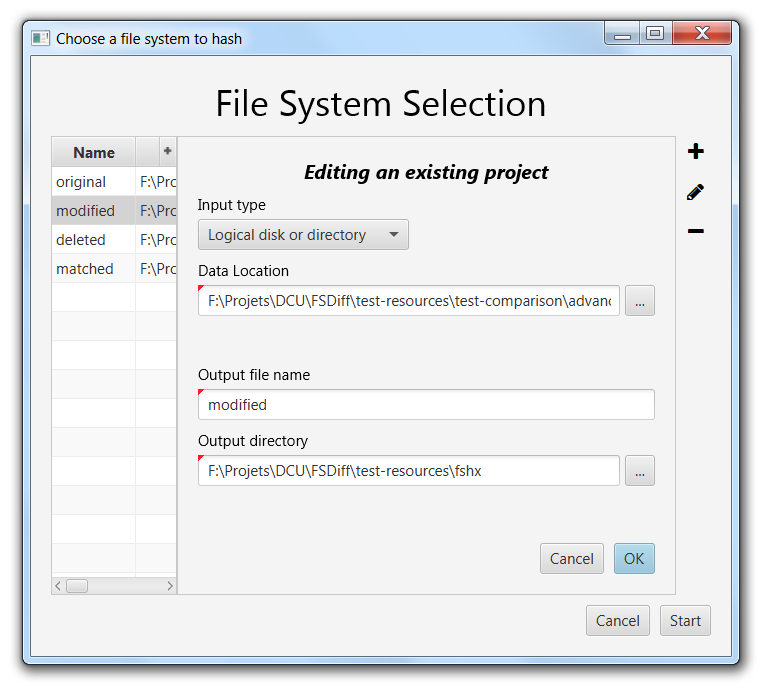 Choose a file system to hash
File System Selection
Name
+
original F:\Pro
modified F:\Pro
deleted F:\Pro
matched F:\Pro
Editing an existing project
Input type
Logical disk or directory
Data Location
F:\Projets\DCU\FSDiff\test-resources\test-comparison\advanc
...
Output file name
modified
Output directory
F:\Projets\DCU\FSDiff\test-resources\fshx
...
Cancel OK
Cancel Start